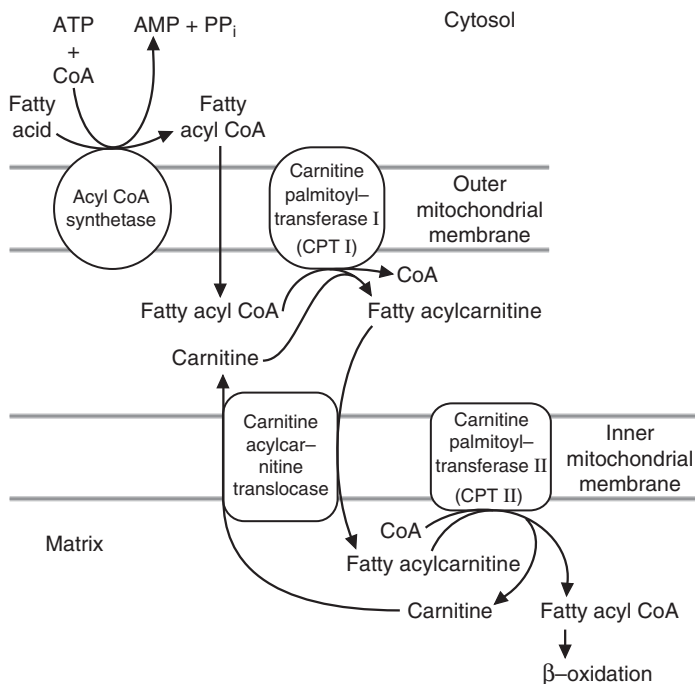 ATP
+
CoA
AMP + PPi
Cytosol
Fatty
acid
Fatty
acyl CoA
Acyl CoA
synthetase
Carnitine
palmitoyl–
transferase I
(CPT I)
Outer
mitochondrial
membrane
CoA
Fatty acyl CoA
Fatty acylcarnitine
Carnitine
Carnitine
acylcar–
nitine
translocase
Carnitine
palmitoyl–
transferase II
(CPT II)
Inner
mitochondrial
membrane
Matrix
CoA
Fatty acylcarnitine
Carnitine
Fatty acyl CoA
β–oxidation